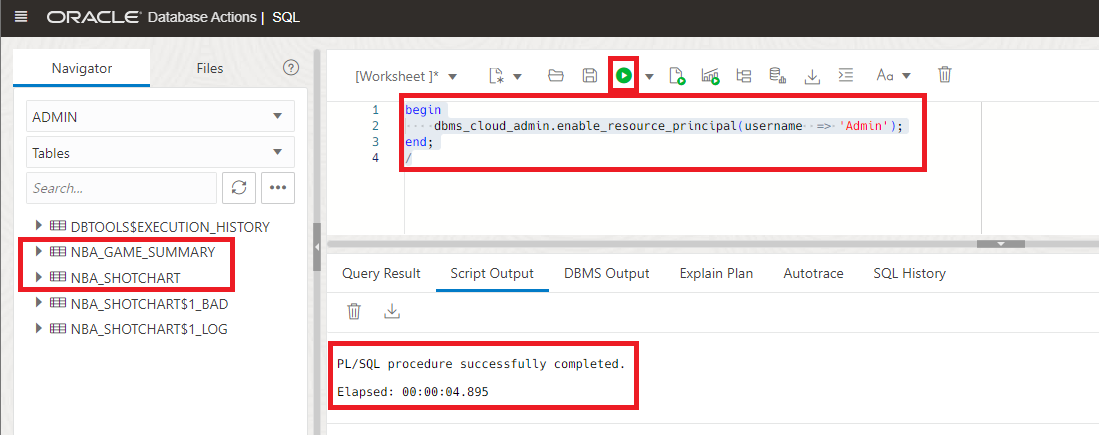 ORACLE Database Actions | SQL
Navigator
Files
ADMIN
Tables
Search...
DBTOOLS$EXECUTION_HISTORY
NBA_GAME_SUMMARY
NBA_SHOTCHART
NBA_SHOTCHART$1_BAD
NBA_SHOTCHART$1_LOG
[Worksheet ]*
Aa
1 begin
2 ····dbms_cloud_admin.enable_resource_principal(username··=>·'Admin');
3 end;
4 /
Query Result
Script Output
DBMS Output
Explain Plan
Autotrace
SQL History
PL/SQL procedure successfully completed.
Elapsed: 00:00:04.895